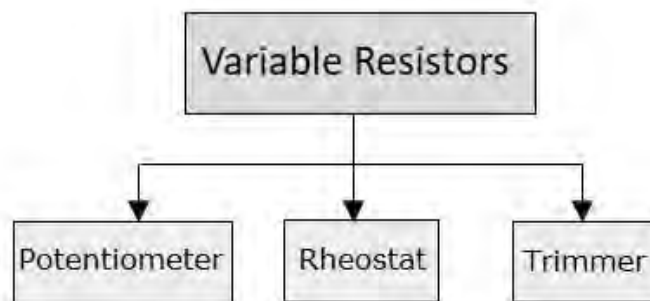 Variable Resistors
Potentiometer
Rheostat
Trimmer